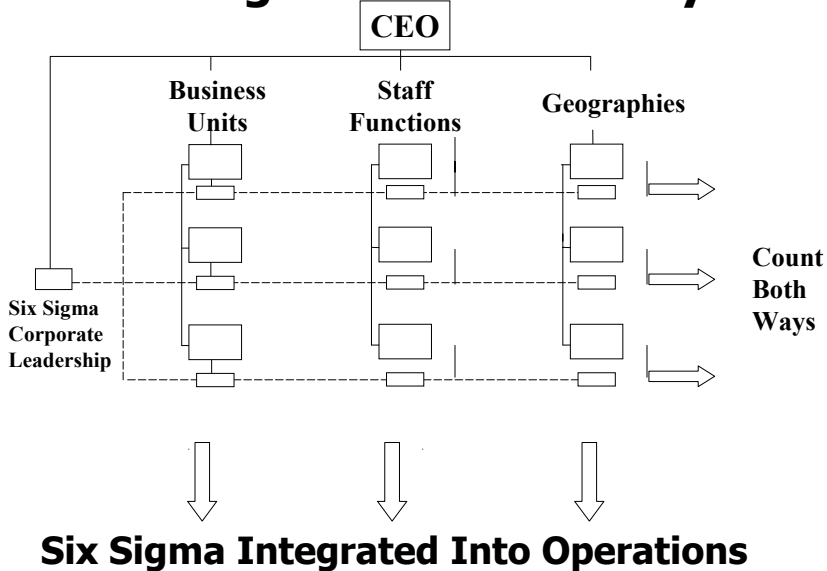 CEO
Business
Units
Staff
Functions
Geographies
Six Sigma
Corporate
Leadership
Count
Both
Ways
Six Sigma Integrated Into Operations